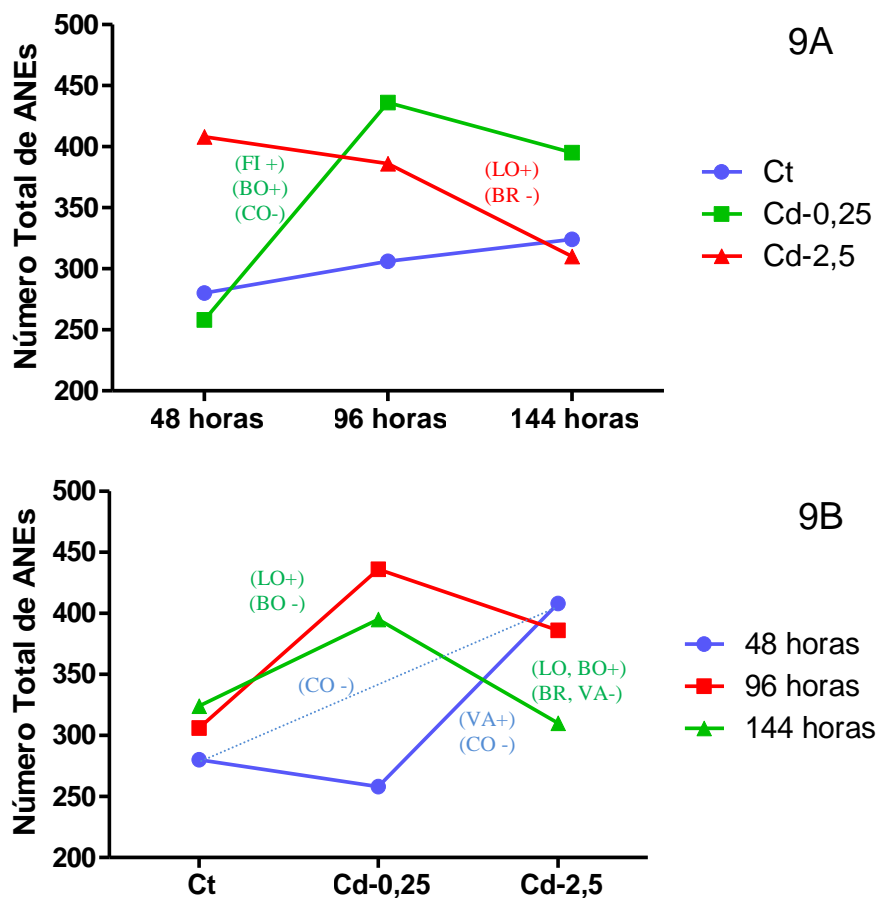 9A
Número Total de ANEs
500
450
400
350
300
250
200
(FI +)
(BO+)
(CO-)
(LO+)
(BR -)
48 horas
96 horas
144 horas
Ct
Cd-0,25
Cd-2,5
9B
Número Total de ANEs
500
450
400
350
300
250
200
(LO+)
(BO -)
(CO -)
(VA+)
(CO -)
(LO, BO+)
(BR, VA-)
Ct
Cd-0,25
Cd-2,5
48 horas
96 horas
144 horas